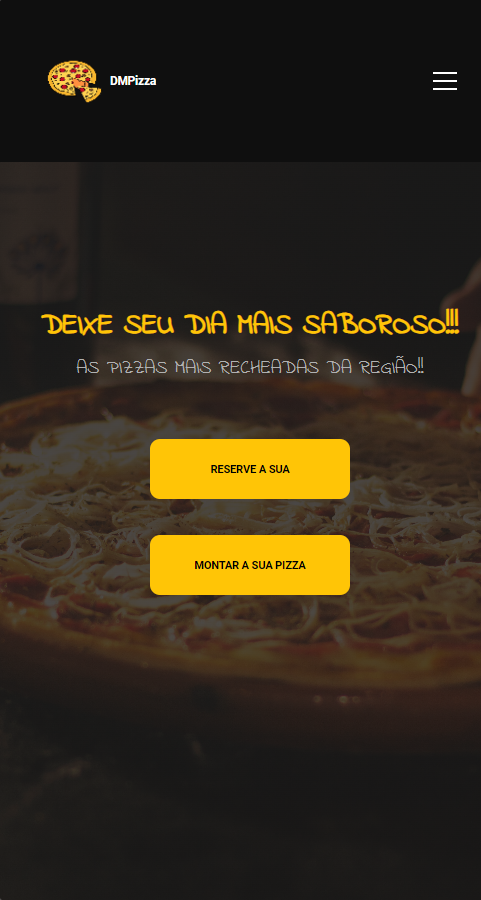 DMPizza
DEIXE SEU DIA MAIS SABOROSO!!!
AS PIZZAS MAIS RECHEADAS DA REGIÃO!!
RESERVE A SUA
MONTAR A SUA PIZZA